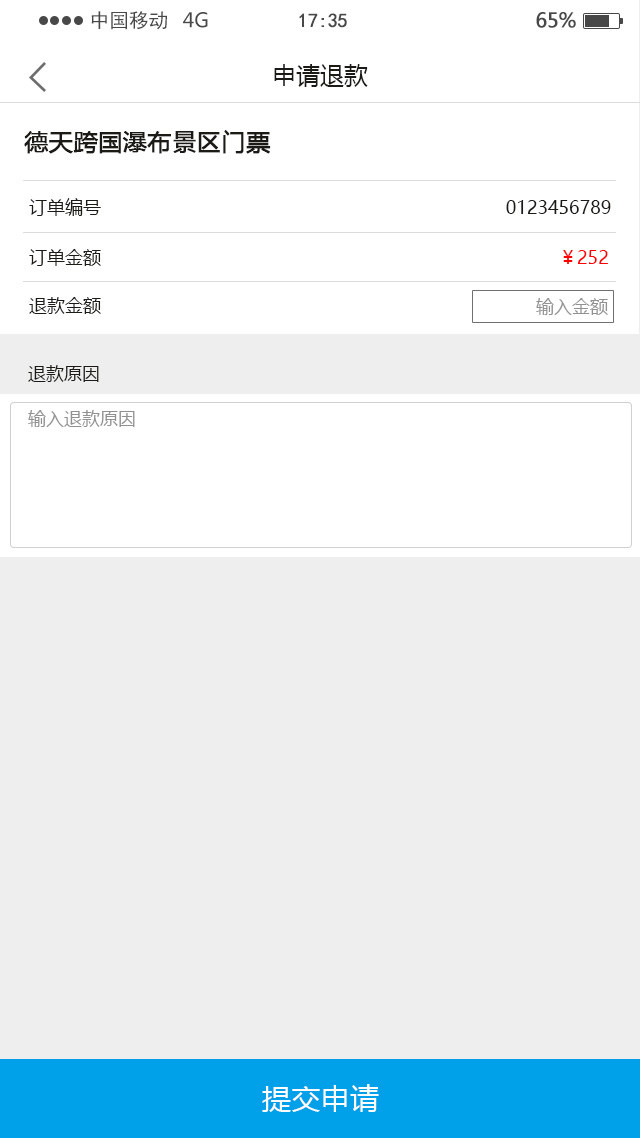 中国移动 4G 17:35 65%
申请退款
德天跨国瀑布景区门票
订单编号 0123456789
订单金额 ¥252
退款金额 输入金额
退款原因
输入退款原因
提交申请